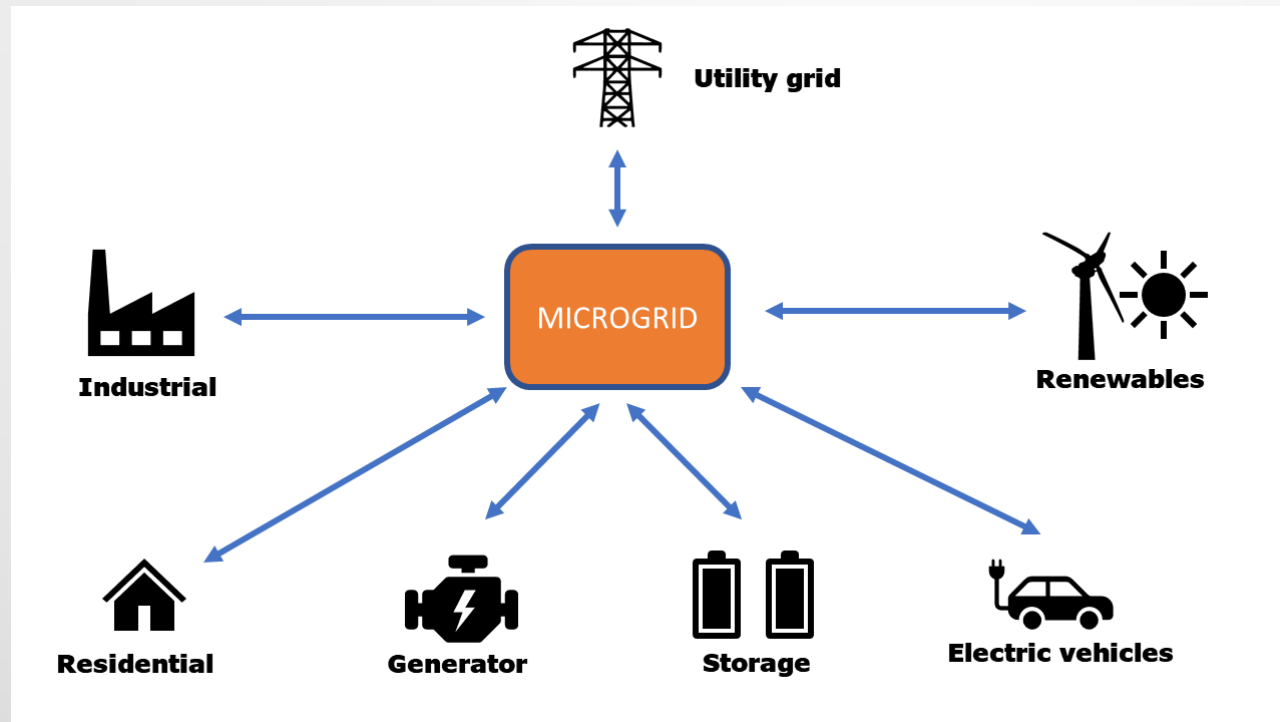 Utility grid
MICROGRID
Industrial
Renewables
Residential
Generator
Storage
Electric vehicles